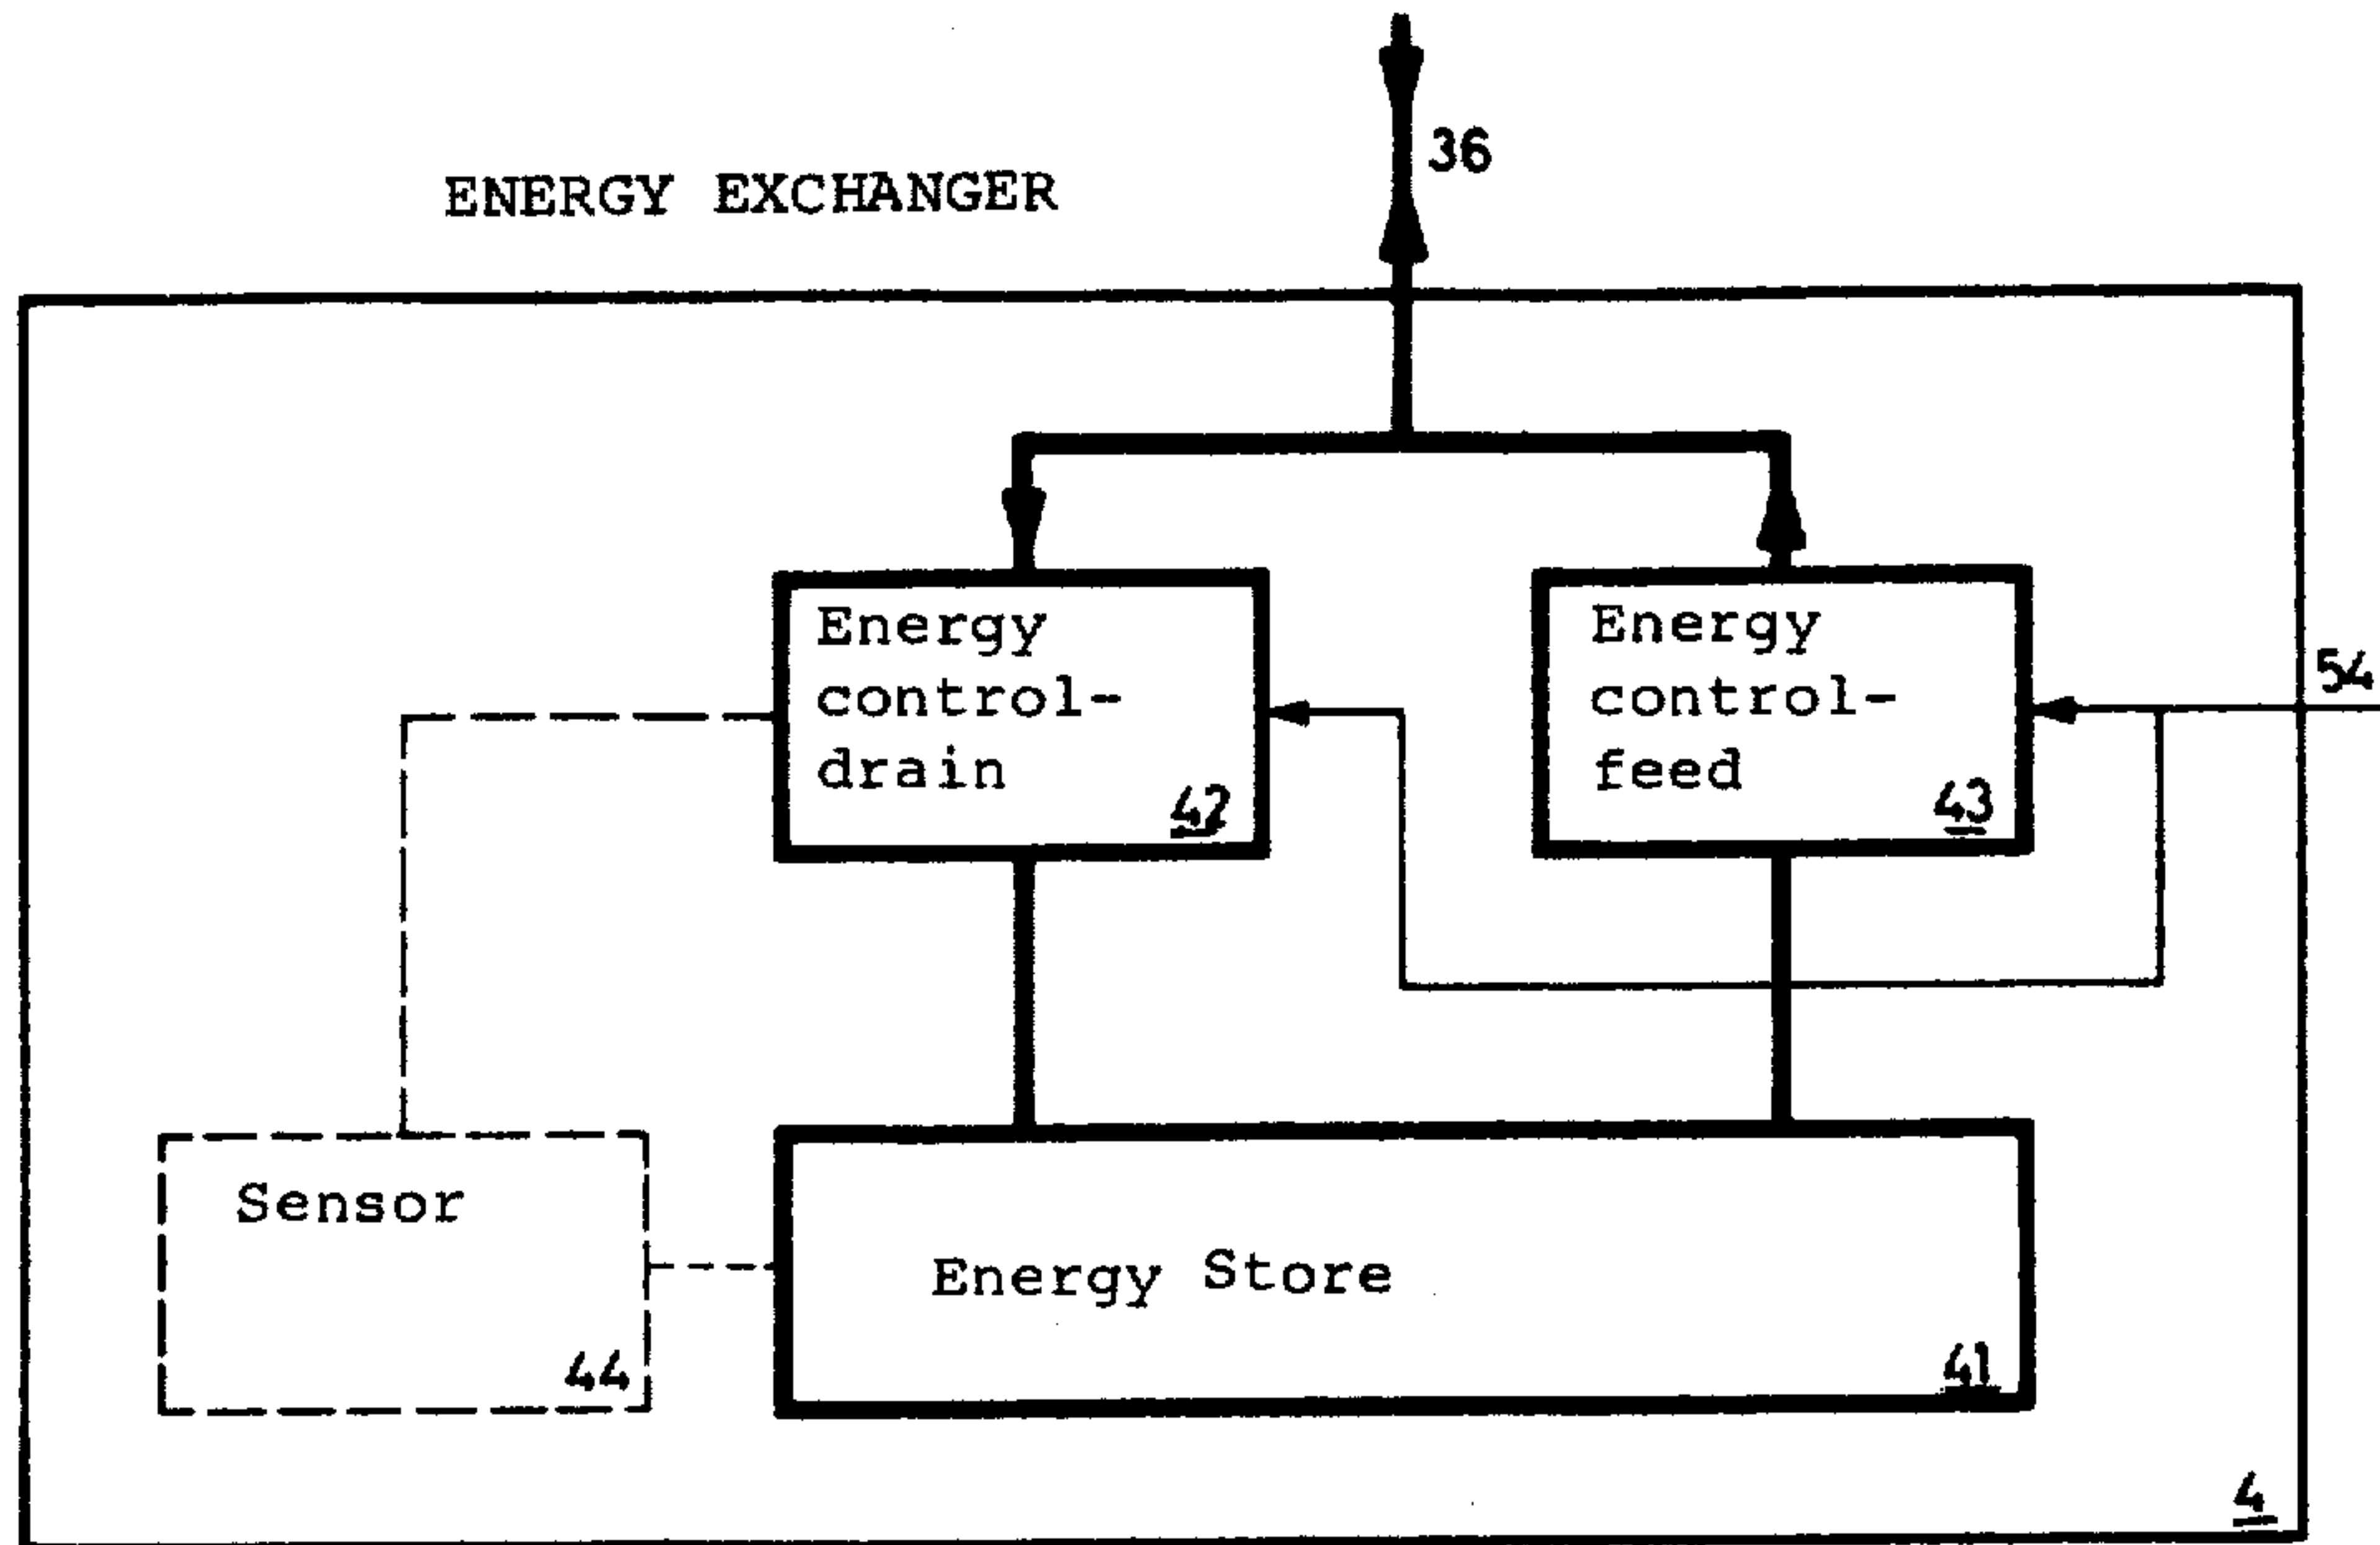 36
ENERGY EXCHANGER
Energy
control-
drain
42
Energy
control-
feed
43
54
Sensor
44
Energy Store
41
4